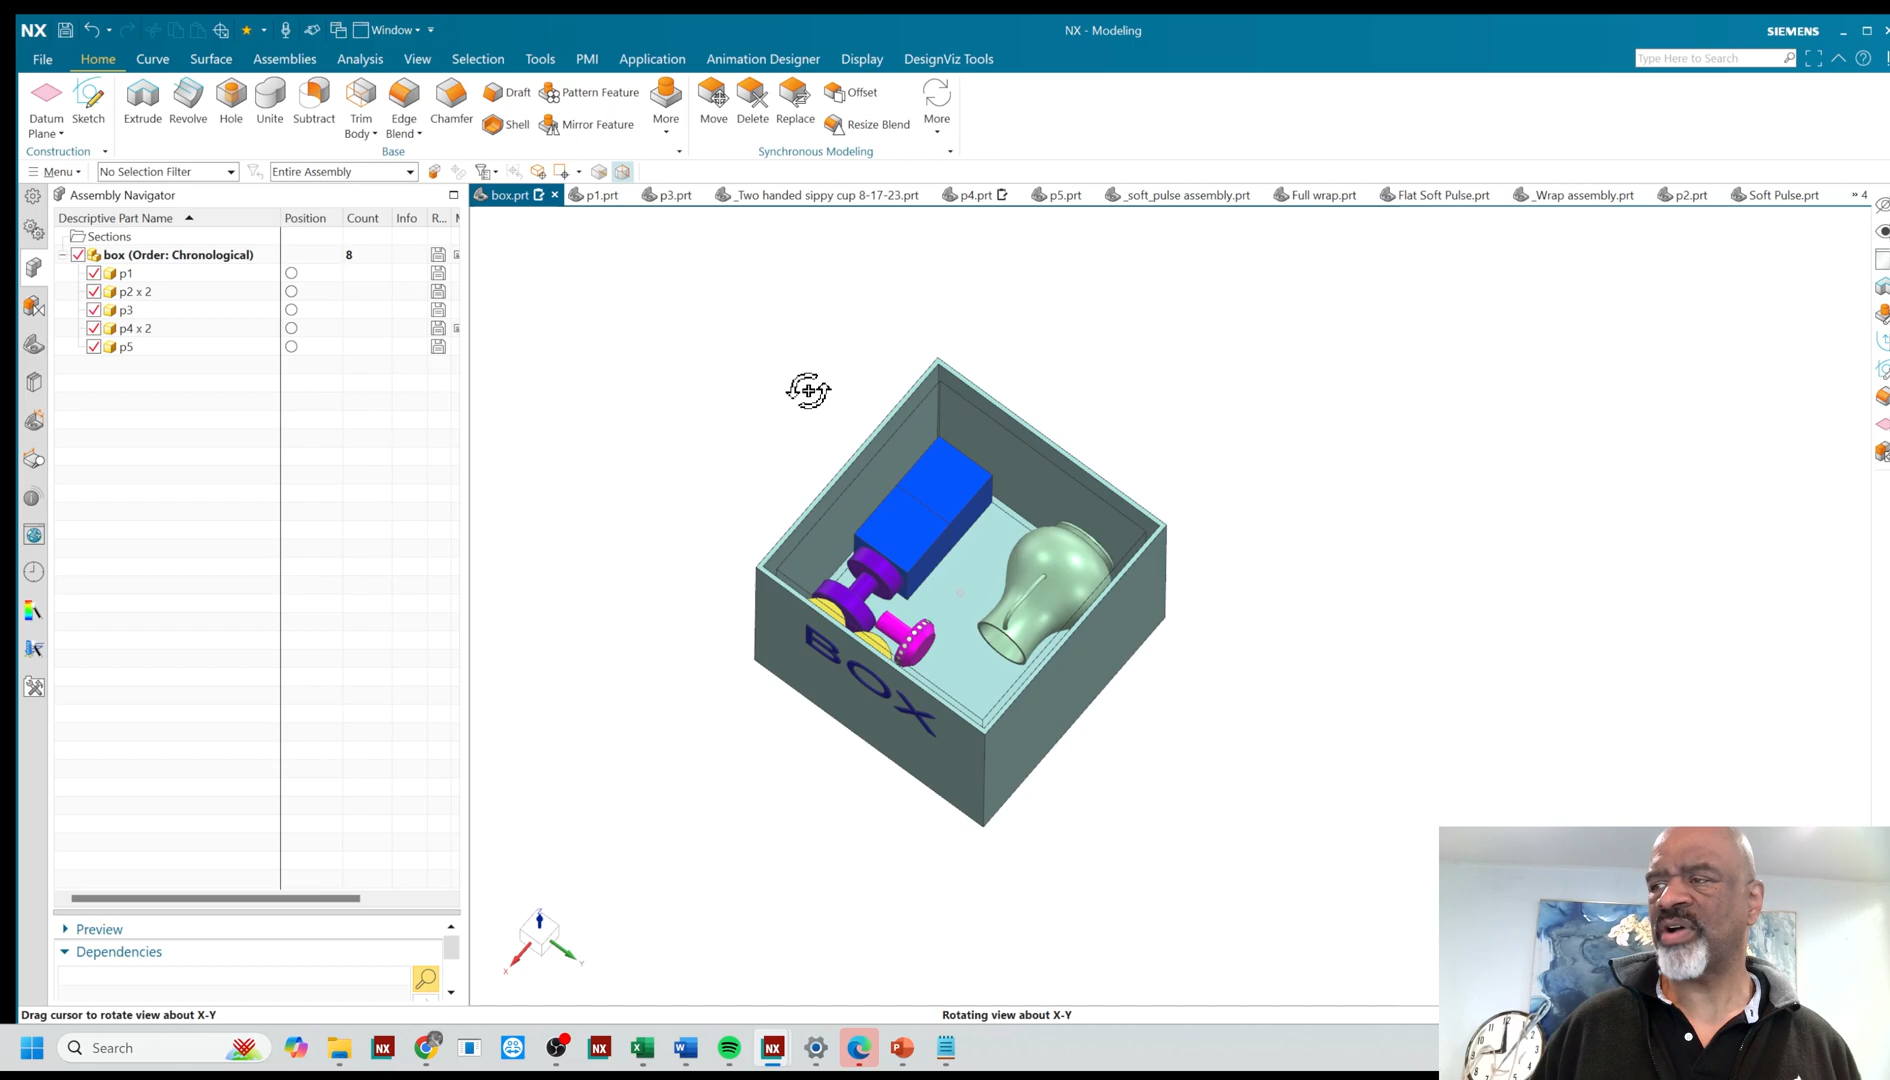 NX
Window
NX - Modeling
SIEMENS
File Home Curve Surface Assemblies Analysis View Selection Tools PMI Application Animation Designer Display DesignViz Tools
Type Here to Search
Datum Plane
Sketch
Extrude
Revolve
Hole
Unite
Subtract
Trim Body
Edge Blend
Chamfer
Draft
Shell
Pattern Feature
Mirror Feature
More
Move
Delete
Replace
Offset
Resize Blend
More
Construction
Base
Synchronous Modeling
Menu
No Selection Filter
Entire Assembly
Assembly Navigator
box.prt
p1.prt
p3.prt
_Two handed sippy cup 8-17-23.prt
p4.prt
p5.prt
_soft_pulse assembly.prt
Full wrap.prt
Flat Soft Pulse.prt
_Wrap assembly.prt
p2.prt
Soft Pulse.prt
» 4
Descriptive Part Name Position Count Info R... M
Sections
box (Order: Chronological) 8
p1
p2 x 2
p3
p4 x 2
p5
BOX
Z
X
Y
Preview
Dependencies
Drag cursor to rotate view about X-Y
Rotating view about X-Y
Search
NX
NX
NX